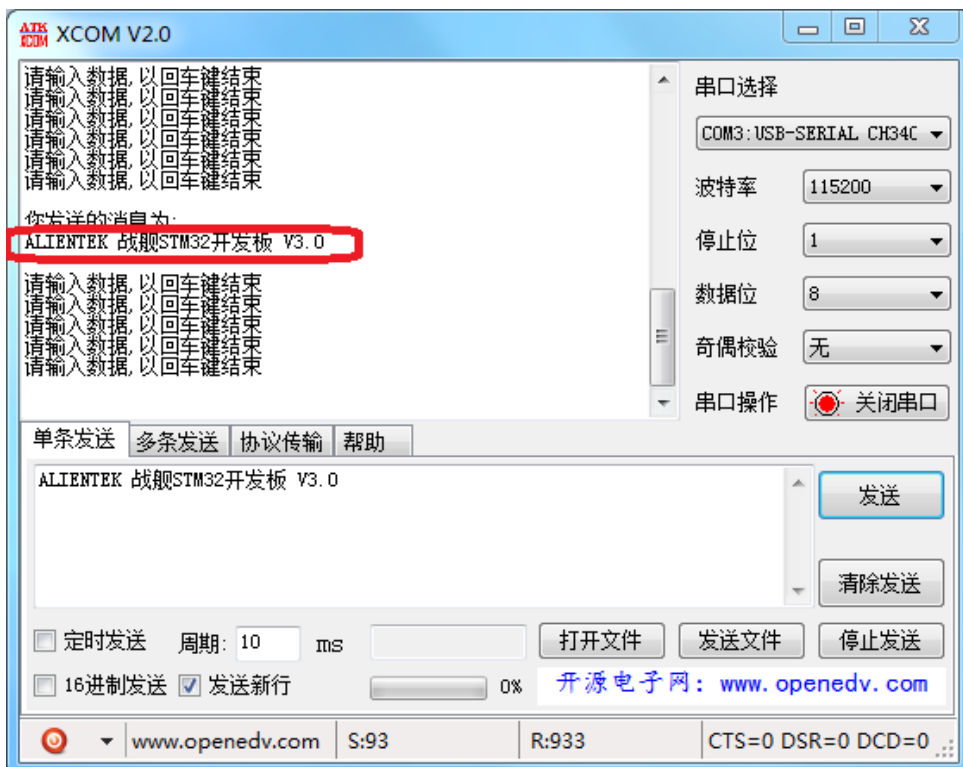 ATK XCOM XCOM V2.0
请输入数据,以回车键结束
请输入数据,以回车键结束
请输入数据,以回车键结束
请输入数据,以回车键结束
请输入数据,以回车键结束
请输入数据,以回车键结束
你发送的消息为:
ALIENTEK 战舰STM32开发板 V3.0
请输入数据,以回车键结束
请输入数据,以回车键结束
请输入数据,以回车键结束
请输入数据,以回车键结束
请输入数据,以回车键结束
串口选择
COM3:USB-SERIAL CH34
波特率 115200
停止位 1
数据位 8
奇偶校验 无
串口操作 关闭串口
单条发送 多条发送 协议传输 帮助
ALIENTEK 战舰STM32开发板 V3.0
发送
清除发送
定时发送 周期: 10 ms 打开文件 发送文件 停止发送
16进制发送 发送新行 0% 开源电子网: www.openedv.com
www.openedv.com S:93 R:933 CTS=0 DSR=0 DCD=0